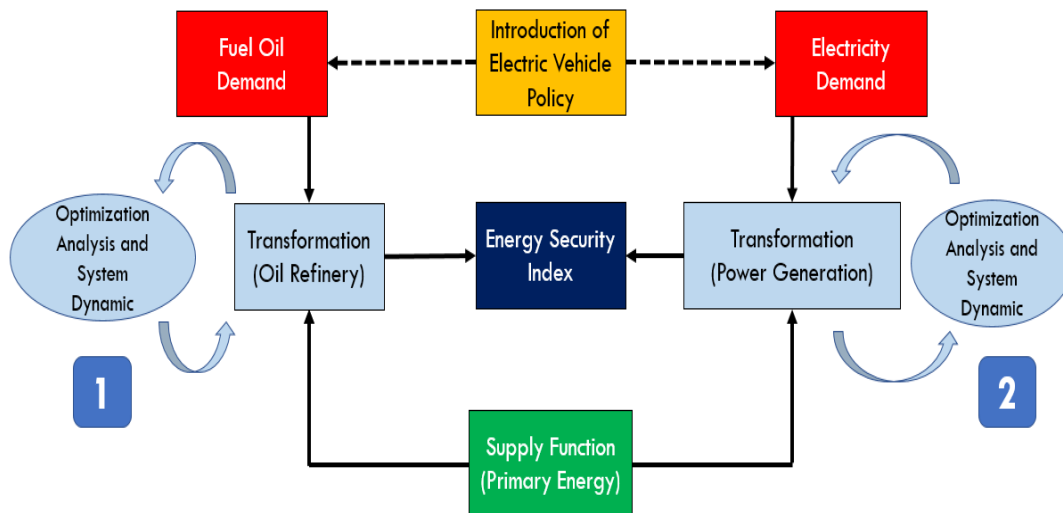 Fuel Oil
Demand
Introduction of
Electric Vehicle
Policy
Electricity
Demand
Optimization
Analysis and
System
Dynamic
Transformation
(Oil Refinery)
Energy Security
Index
Transformation
(Power Generation)
Optimization
Analysis and
System
Dynamic
1
2
Supply Function
(Primary Energy)